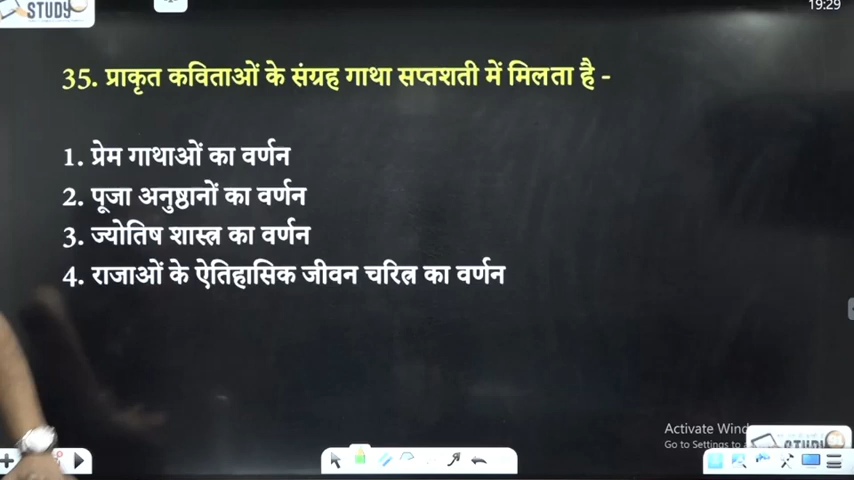 STUDY
19:29
35. प्राकृत कविताओं के संग्रह गाथा सप्तशती में मिलता है -
1. प्रेम गाथाओं का वर्णन
2. पूजा अनुष्ठानों का वर्णन
3. ज्योतिष शास्त्र का वर्णन
4. राजाओं के ऐतिहासिक जीवन चरित्र का वर्णन
Activate Wind
Go to Settings to
STUDY